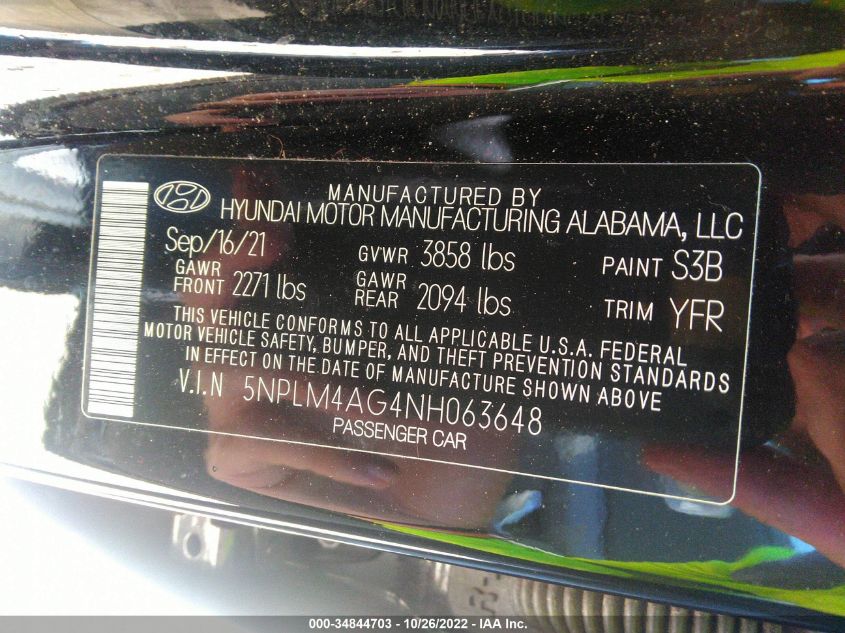 MANUFACTURED BY
HYUNDAI MOTOR MANUFACTURING ALABAMA, LLC
Sep/16/21 GVWR 3858 lbs PAINT S3B
GAWR FRONT 2271 lbs GAWR REAR 2094 lbs TRIM YFR
THIS VEHICLE CONFORMS TO ALL APPLICABLE U.S.A. FEDERAL
MOTOR VEHICLE SAFETY, BUMPER, AND THEFT PREVENTION STANDARDS
IN EFFECT ON THE DATE OF MANUFACTURE SHOWN ABOVE
V.I.N 5NPLM4AG4NH063648
PASSENGER CAR
000-34844703 - 10/26/2022 - IAA Inc.